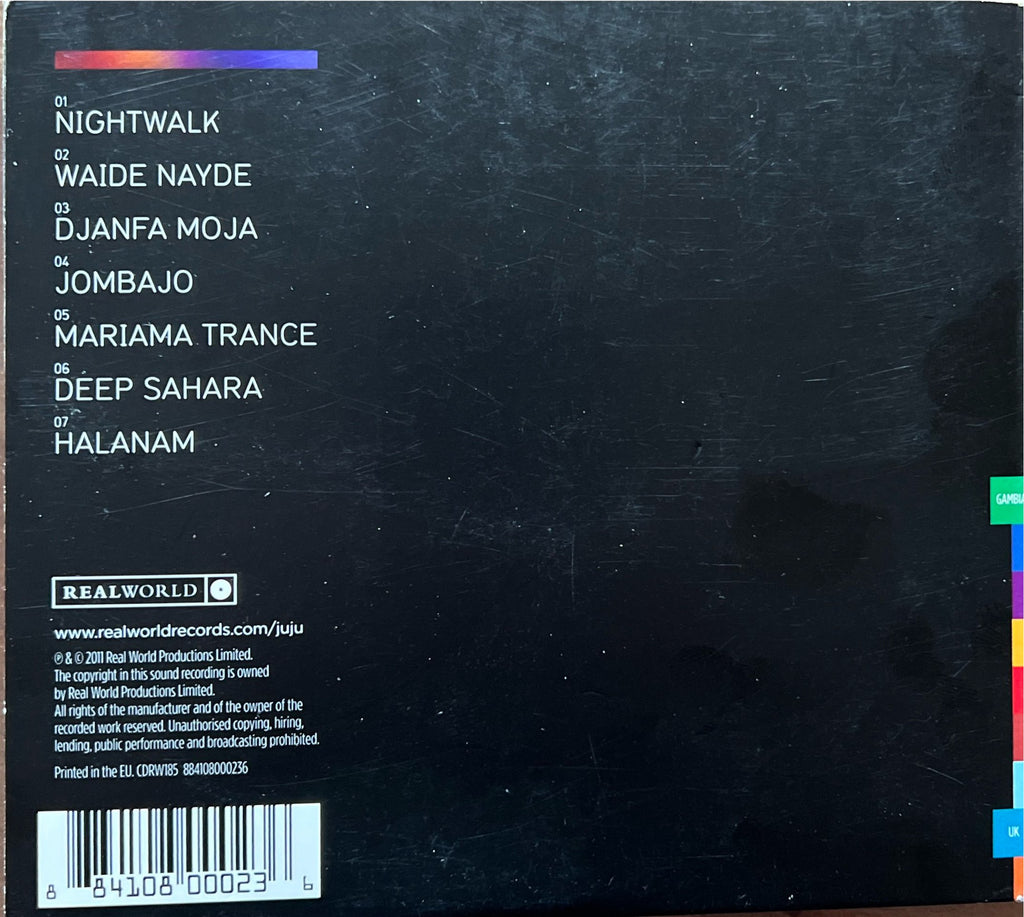 01
NIGHTWALK
02
WAIDE NAYDE
03
DJANFA MOJA
04
JOMBAJO
05
MARIAMA TRANCE
06
DEEP SAHARA
07
HALANAM
GAMBIA
REALWORLD
www.realworldrecords.com/juju
℗ & © 2011 Real World Productions Limited.
The copyright in this sound recording is owned
by Real World Productions Limited.
All rights of the manufacturer and of the owner of the
recorded work reserved. Unauthorised copying, hiring,
lending, public performance and broadcasting prohibited.
Printed in the EU. CDRW185 884108000236
UK
8 84108 00023 6